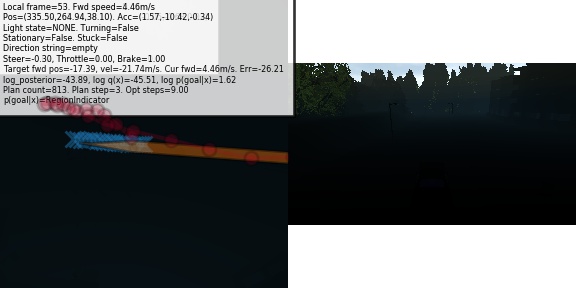 Local frame=53. Fwd speed=4.46m/s
Pos=(335.50,264.94,38.10). Acc=(1.57,-10.42,-0.34)
Light state=NONE. Turning=False
Stationary=False. Stuck=False
Direction string=empty
Steer=-0.30, Throttle=0.00, Brake=1.00
Target fwd pos=-17.39, vel=-21.74m/s. Cur fwd=4.46m/s. Err=-26.21
log_posterior=-43.89, log q(x)=-45.51, log p(goal|x)=1.62
Plan count=813. Plan step=3. Opt steps=9.00
p(goal|x)=RegionIndicator